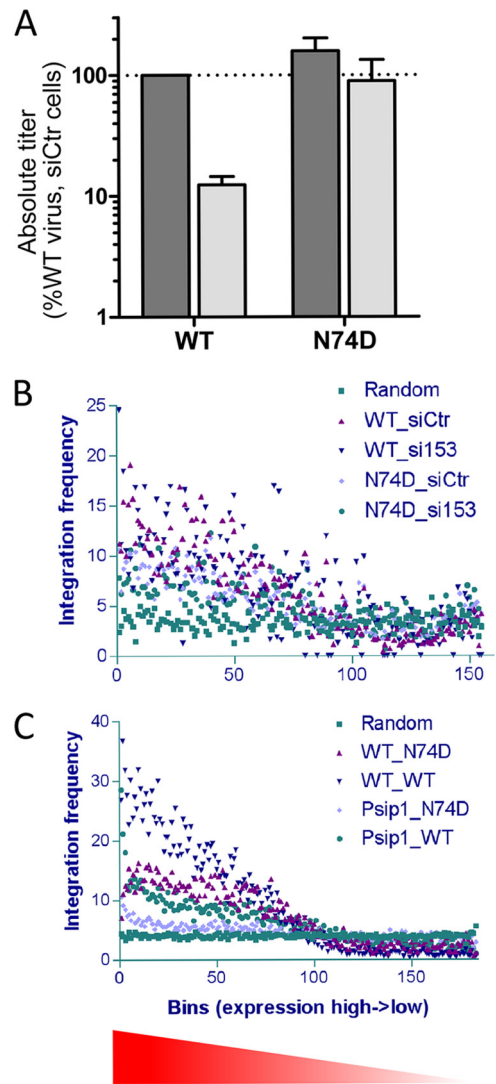 A
Absolute titer
(%WT virus, siCtr cells)
100
10
1
WT
N74D
B
Integration frequency
25
20
15
10
5
0
0
50
100
150
Random
WT_siCtr
WT_si153
N74D_siCtr
N74D_si153
C
Integration frequency
40
30
20
10
0
0
50
100
150
Random
WT_N74D
WT_WT
Psip1_N74D
Psip1_WT
Bins (expression high->low)